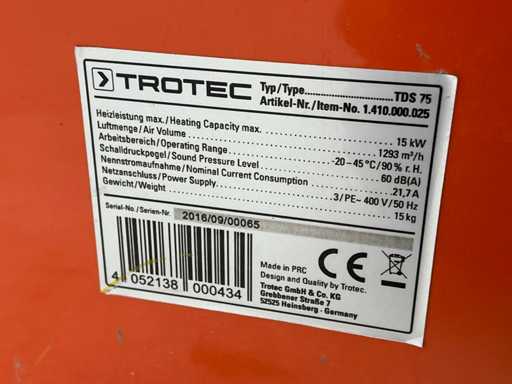 TROTEC
Typ/Type................................TDS 75
Artikel-Nr./Item-No. 1.410.000.025
Heizleistung max./Heating Capacity max. 15 kW
Luftmenge/Air Volume 1293 m³/h
Arbeitsbereich/Operating Range -20–45°C/90% r. H.
Schalldruckpegel/Sound Pressure Level 60 dB(A)
Nennstromaufnahme/Nominal Current Consumption 21,7 A
Netzanschluss/Power Supply 3/PE~ 400 V/50 Hz
Gewicht/Weight 15 kg
Serial-No./Serien-Nr. 2016/09/00065
4 052138 000434
Made in PRC
Design and Quality by Trotec.
Trotec GmbH & Co. KG
Grebbener Straße 7
52525 Heinsberg - Germany
CE